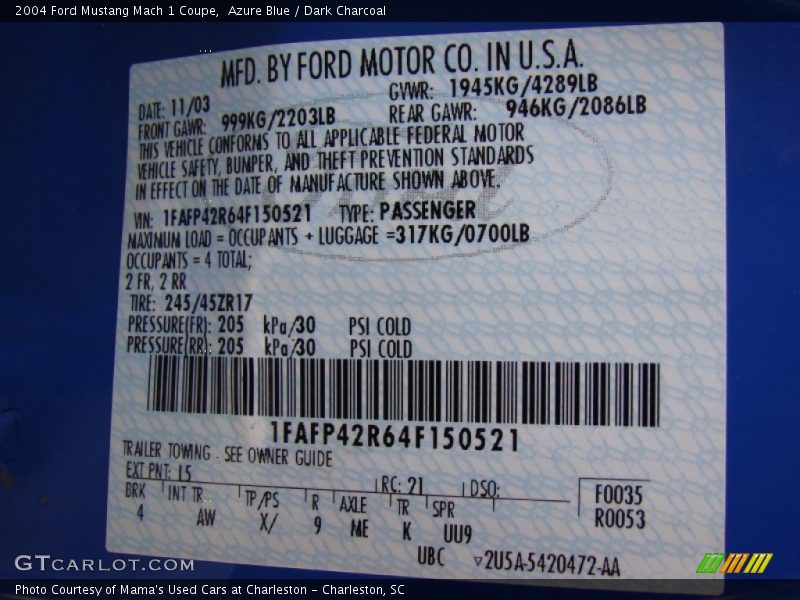 2004 Ford Mustang Mach 1 Coupe,  Azure Blue / Dark Charcoal
MFD. BY FORD MOTOR CO. IN U.S.A.
DATE: 11/03 GVWR: 1945KG/4289LB
FRONT GAWR: 999KG/2203LB REAR GAWR: 946KG/2086LB
THIS VEHICLE CONFORMS TO ALL APPLICABLE FEDERAL MOTOR
VEHICLE SAFETY, BUMPER, AND THEFT PREVENTION STANDARDS
IN EFFECT ON THE DATE OF MANUFACTURE SHOWN ABOVE.
VIN: 1FAFP42R64F150521 TYPE: PASSENGER
MAXIMUM LOAD = OCCUPANTS + LUGGAGE =317KG/0700LB
OCCUPANTS = 4 TOTAL;
2 FR, 2 RR
TIRE: 245/45ZR17
PRESSURE(FR): 205 kPa/30 PSI COLD
PRESSURE(RR): 205 kPa/30 PSI COLD
1FAFP42R64F150521
TRAILER TOWING - SEE OWNER GUIDE
EXT PNT: L5 RC: 21 DSO:
BRK INT TR TP/PS R AXLE TR SPR F0035
4 AW X/ 9 ME K UU9 R0053
UBC ▽2U5A-5420472-AA
GTCARLOT.COM
Photo Courtesy of Mama's Used Cars at Charleston - Charleston, SC